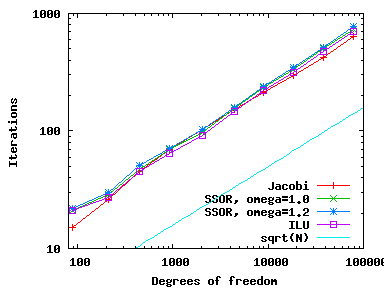 1000
100
10
Iterations
Jacobi
SSOR, omega=1.0
SSOR, omega=1.2
ILU
sqrt(N)
100 1000 10000 100000
Degrees of freedom